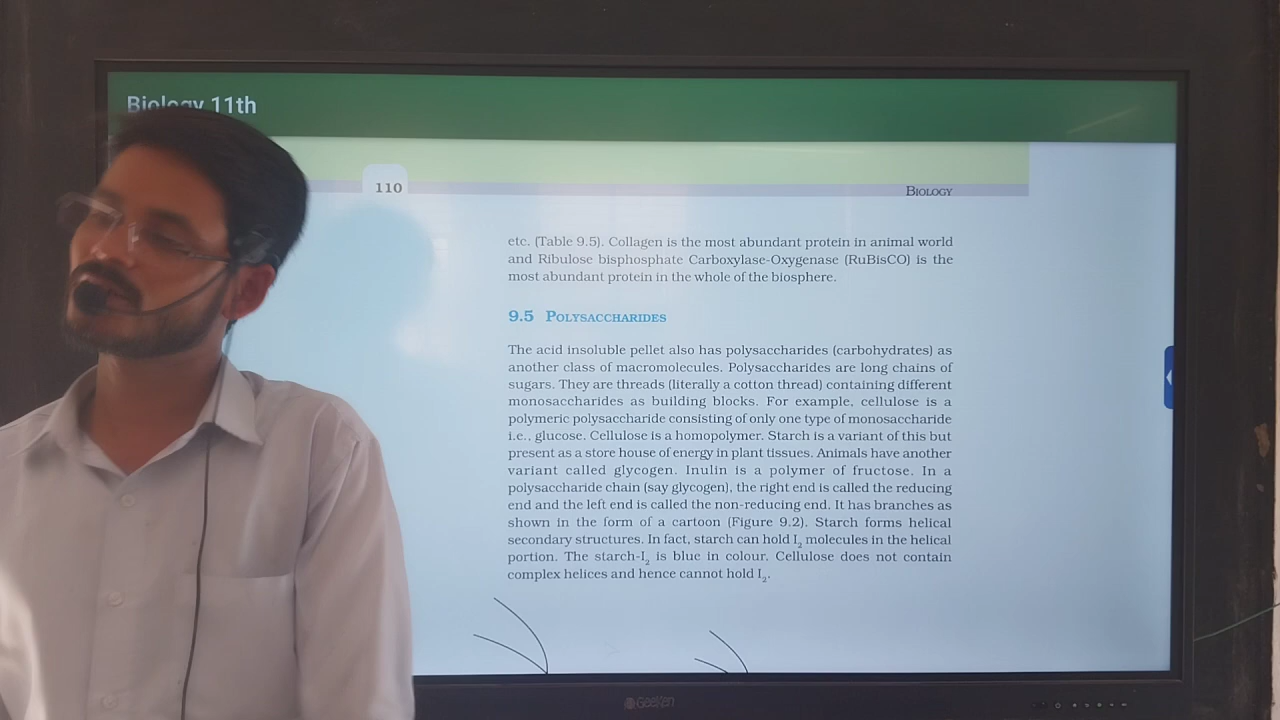 Biology 11th
110
BIOLOGY
etc. (Table 9.5). Collagen is the most abundant protein in animal world
and Ribulose bisphosphate Carboxylase-Oxygenase (RuBisCO) is the
most abundant protein in the whole of the biosphere.
9.5 POLYSACCHARIDES
The acid insoluble pellet also has polysaccharides (carbohydrates) as
another class of macromolecules. Polysaccharides are long chains of
sugars. They are threads (literally a cotton thread) containing different
monosaccharides as building blocks. For example, cellulose is a
polymeric polysaccharide consisting of only one type of monosaccharide
i.e., glucose. Cellulose is a homopolymer. Starch is a variant of this but
present as a store house of energy in plant tissues. Animals have another
variant called glycogen. Inulin is a polymer of fructose. In a
polysaccharide chain (say glycogen), the right end is called the reducing
end and the left end is called the non-reducing end. It has branches as
shown in the form of a cartoon (Figure 9.2). Starch forms helical
secondary structures. In fact, starch can hold I₂ molecules in the helical
portion. The starch-I₂ is blue in colour. Cellulose does not contain
complex helices and hence cannot hold I₂.
GeeVen